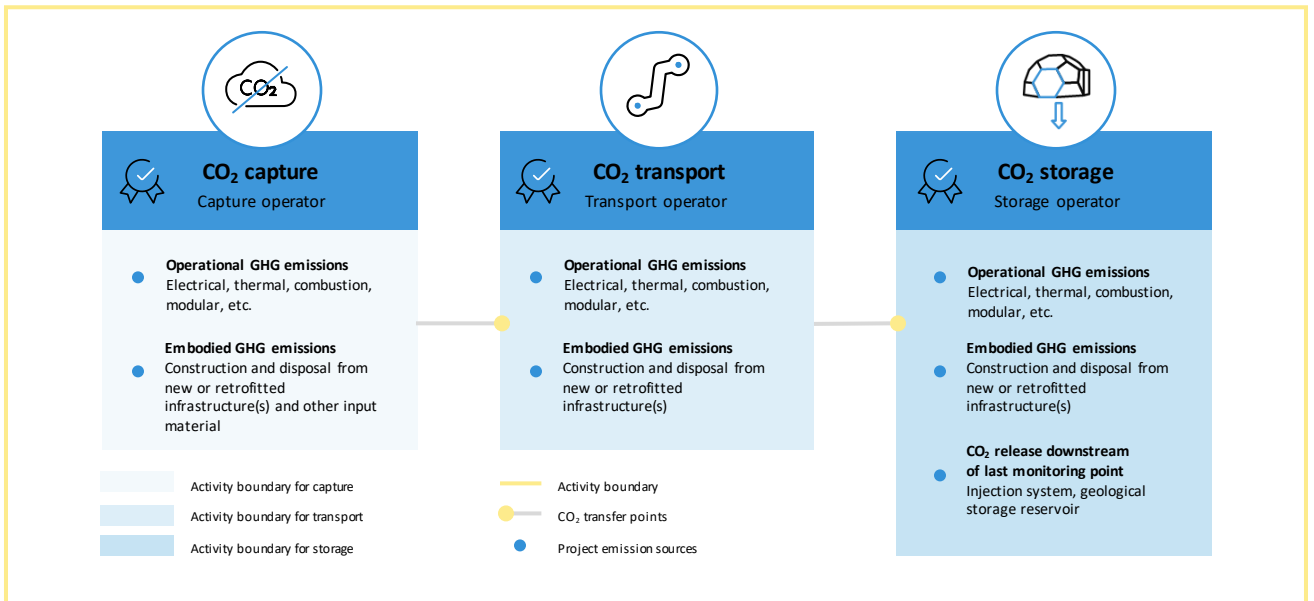 CO₂
CO₂ capture
Capture operator
Operational GHG emissions
Electrical, thermal, combustion,
modular, etc.
Embodied GHG emissions
Construction and disposal from
new or retrofitted
infrastructure(s) and other input
material
CO₂ transport
Transport operator
Operational GHG emissions
Electrical, thermal, combustion,
modular, etc.
Embodied GHG emissions
Construction and disposal from
new or retrofitted
infrastructure(s)
CO₂ storage
Storage operator
Operational GHG emissions
Electrical, thermal, combustion,
modular, etc.
Embodied GHG emissions
Construction and disposal from
new or retrofitted
infrastructure(s)
CO₂ release downstream
of last monitoring point
Injection system, geological
storage reservoir
Activity boundary for capture
Activity boundary for transport
Activity boundary for storage
Activity boundary
CO₂ transfer points
Project emission sources